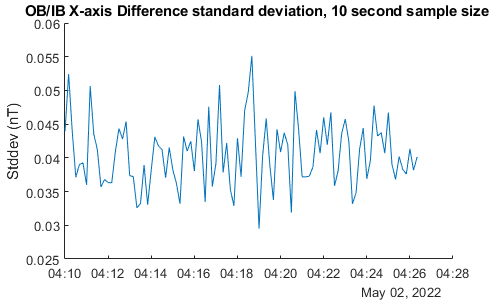 OB/IB X-axis Difference standard deviation, 10 second sample size
0.06
0.055
0.05
0.045
0.04
0.035
0.03
0.025
Stddev (nT)
04:10 04:12 04:14 04:16 04:18 04:20 04:22 04:24 04:26 04:28
May 02, 2022